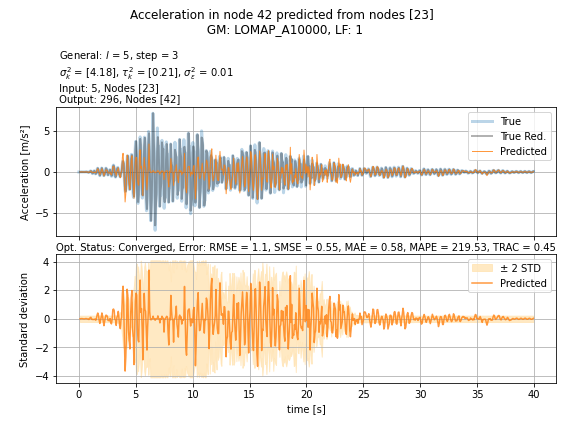 Acceleration in node 42 predicted from nodes [23]
GM: LOMAP_A10000, LF: 1
General: l = 5, step = 3
σ²ₖ = [4.18], τ²ₖ = [0.21], σ²ε = 0.01
Input: 5, Nodes [23]
Output: 296, Nodes [42]
Acceleration [m/s²]
5
0
−5
True
True Red.
Predicted
Opt. Status: Converged, Error: RMSE = 1.1, SMSE = 0.55, MAE = 0.58, MAPE = 219.53, TRAC = 0.45
Standard deviation
4
2
0
−2
−4
± 2 STD
Predicted
0 5 10 15 20 25 30 35 40
time [s]